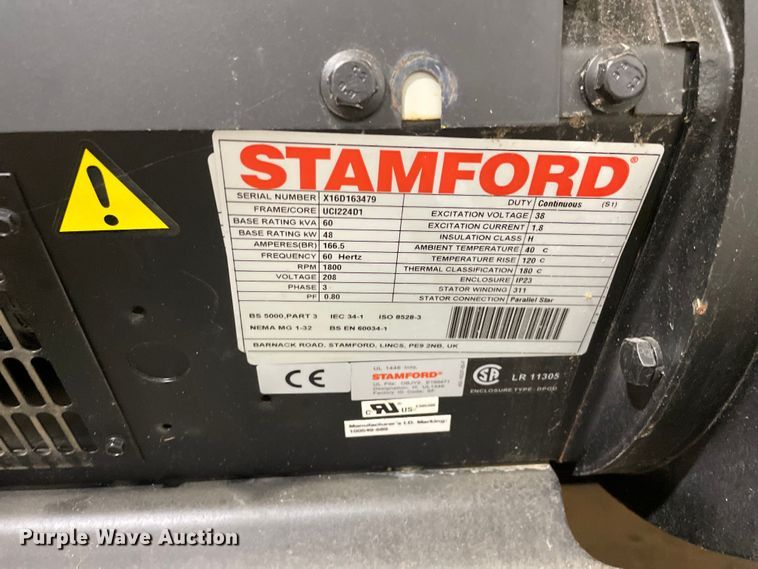 STAMFORD®
SERIAL NUMBER X16D163479
FRAME/CORE UCI224D1
BASE RATING kVA 60
BASE RATING kW 48
AMPERES(BR) 166.5
FREQUENCY 60 Hertz
RPM 1800
VOLTAGE 208
PHASE 3
PF 0.80
DUTY Continuous (S1)
EXCITATION VOLTAGE 38
EXCITATION CURRENT 1.8
INSULATION CLASS H
AMBIENT TEMPERATURE 40 C
TEMPERATURE RISE 120 C
THERMAL CLASSIFICATION 180 C
ENCLOSURE IP23
STATOR WINDING 311
STATOR CONNECTION Parallel Star
BS 5000,PART 3 IEC 34-1 ISO 8528-3
NEMA MG 1-32 BS EN 60034-1
BARNACK ROAD, STAMFORD, LINCS, PE9 2NB, UK
CE
UL 1446
STAMFORD
SA LR 11305
ENCLOSURE TYPE:
c RU US
Manufacturer's I.D. Marking:
Purple Wave Auction